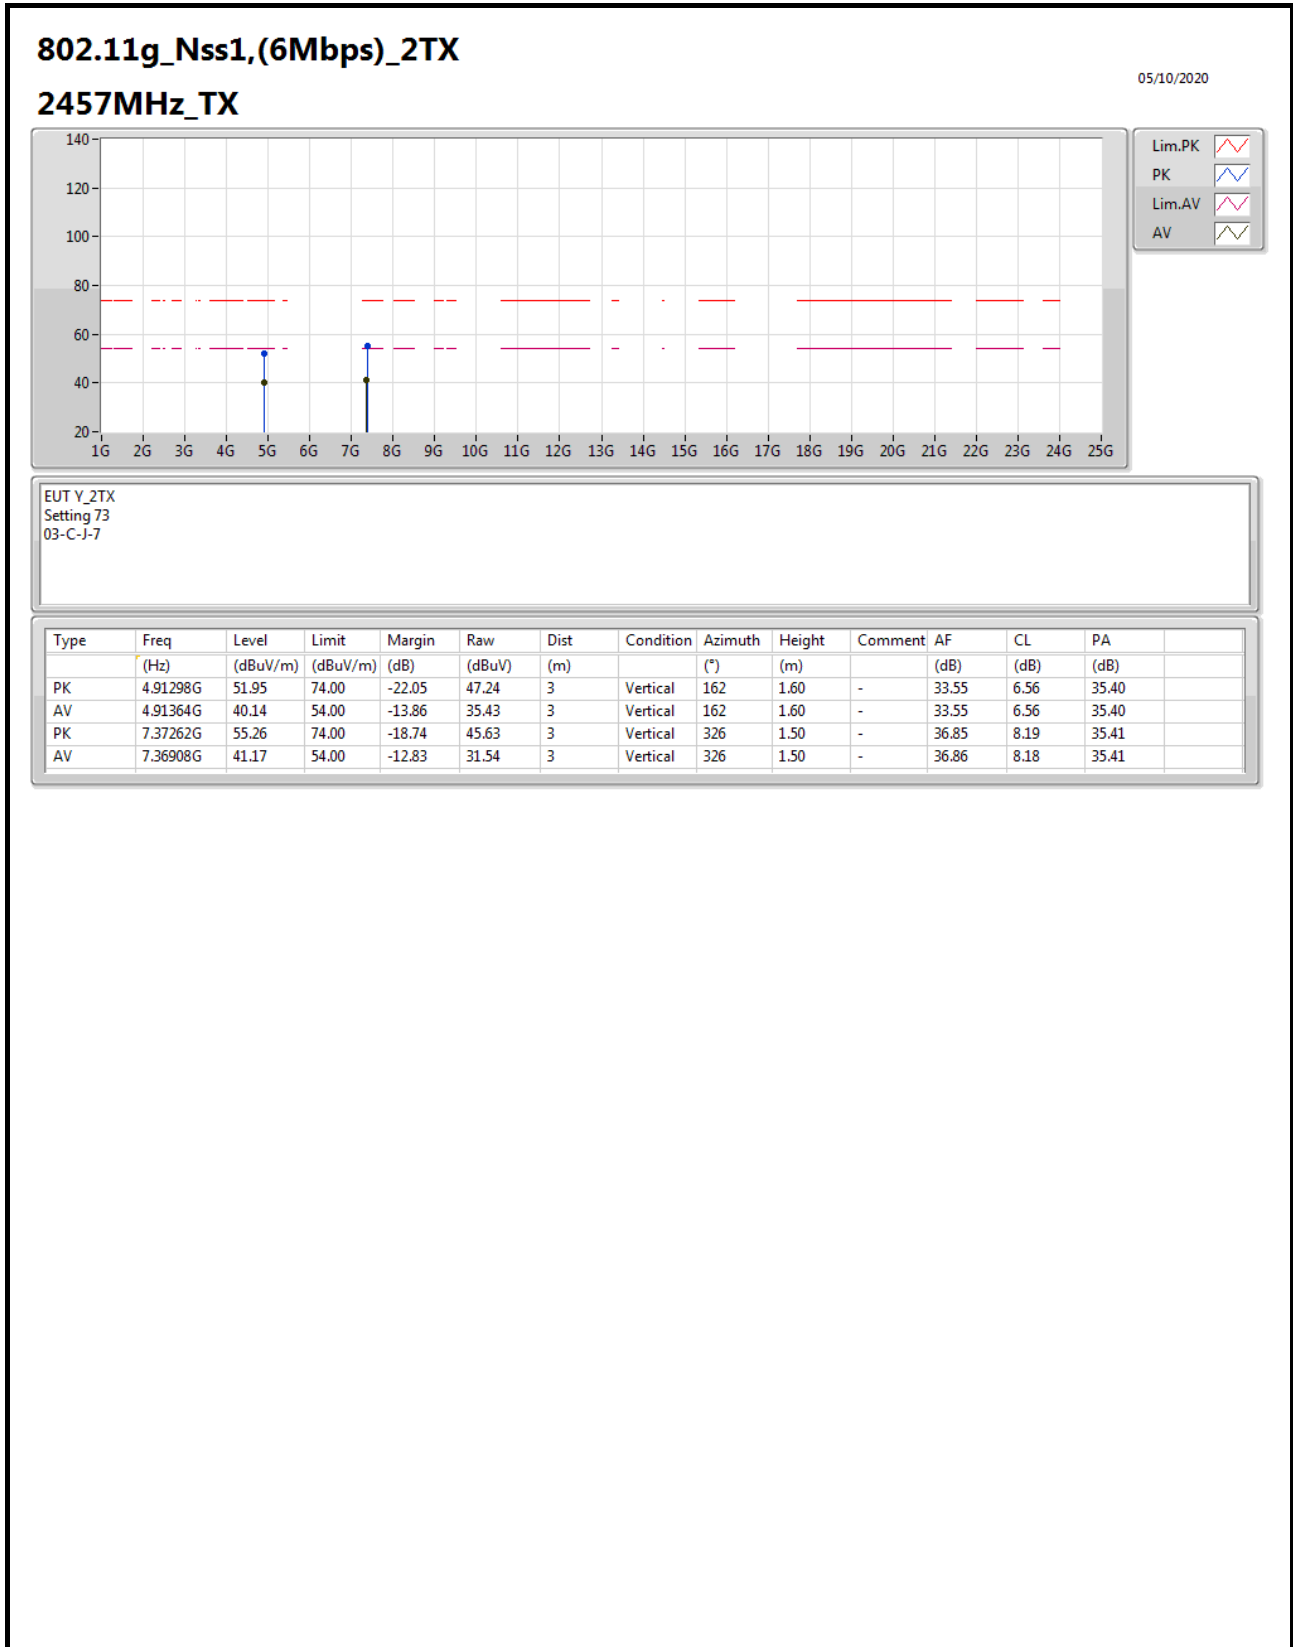 802.11g_Nss1,(6Mbps)_2TX
05/10/2020
2457MHz_TX
140
120
100
80
60
40
20
1G 2G 3G 4G 5G 6G 7G 8G 9G 10G 11G 12G 13G 14G 15G 16G 17G 18G 19G 20G 21G 22G 23G 24G 25G
Lim.PK
PK
Lim.AV
AV
EUT Y_2TX
Setting 73
03-C-J-7
Type Freq Level Limit Margin Raw Dist Condition Azimuth Height Comment AF CL PA
(Hz) (dBuV/m) (dBuV/m) (dB) (dBuV) (m) (°) (m) (dB) (dB) (dB)
PK 4.91298G 51.95 74.00 -22.05 47.24 3 Vertical 162 1.60 - 33.55 6.56 35.40
AV 4.91364G 40.14 54.00 -13.86 35.43 3 Vertical 162 1.60 - 33.55 6.56 35.40
PK 7.37262G 55.26 74.00 -18.74 45.63 3 Vertical 326 1.50 - 36.85 8.19 35.41
AV 7.36908G 41.17 54.00 -12.83 31.54 3 Vertical 326 1.50 - 36.86 8.18 35.41